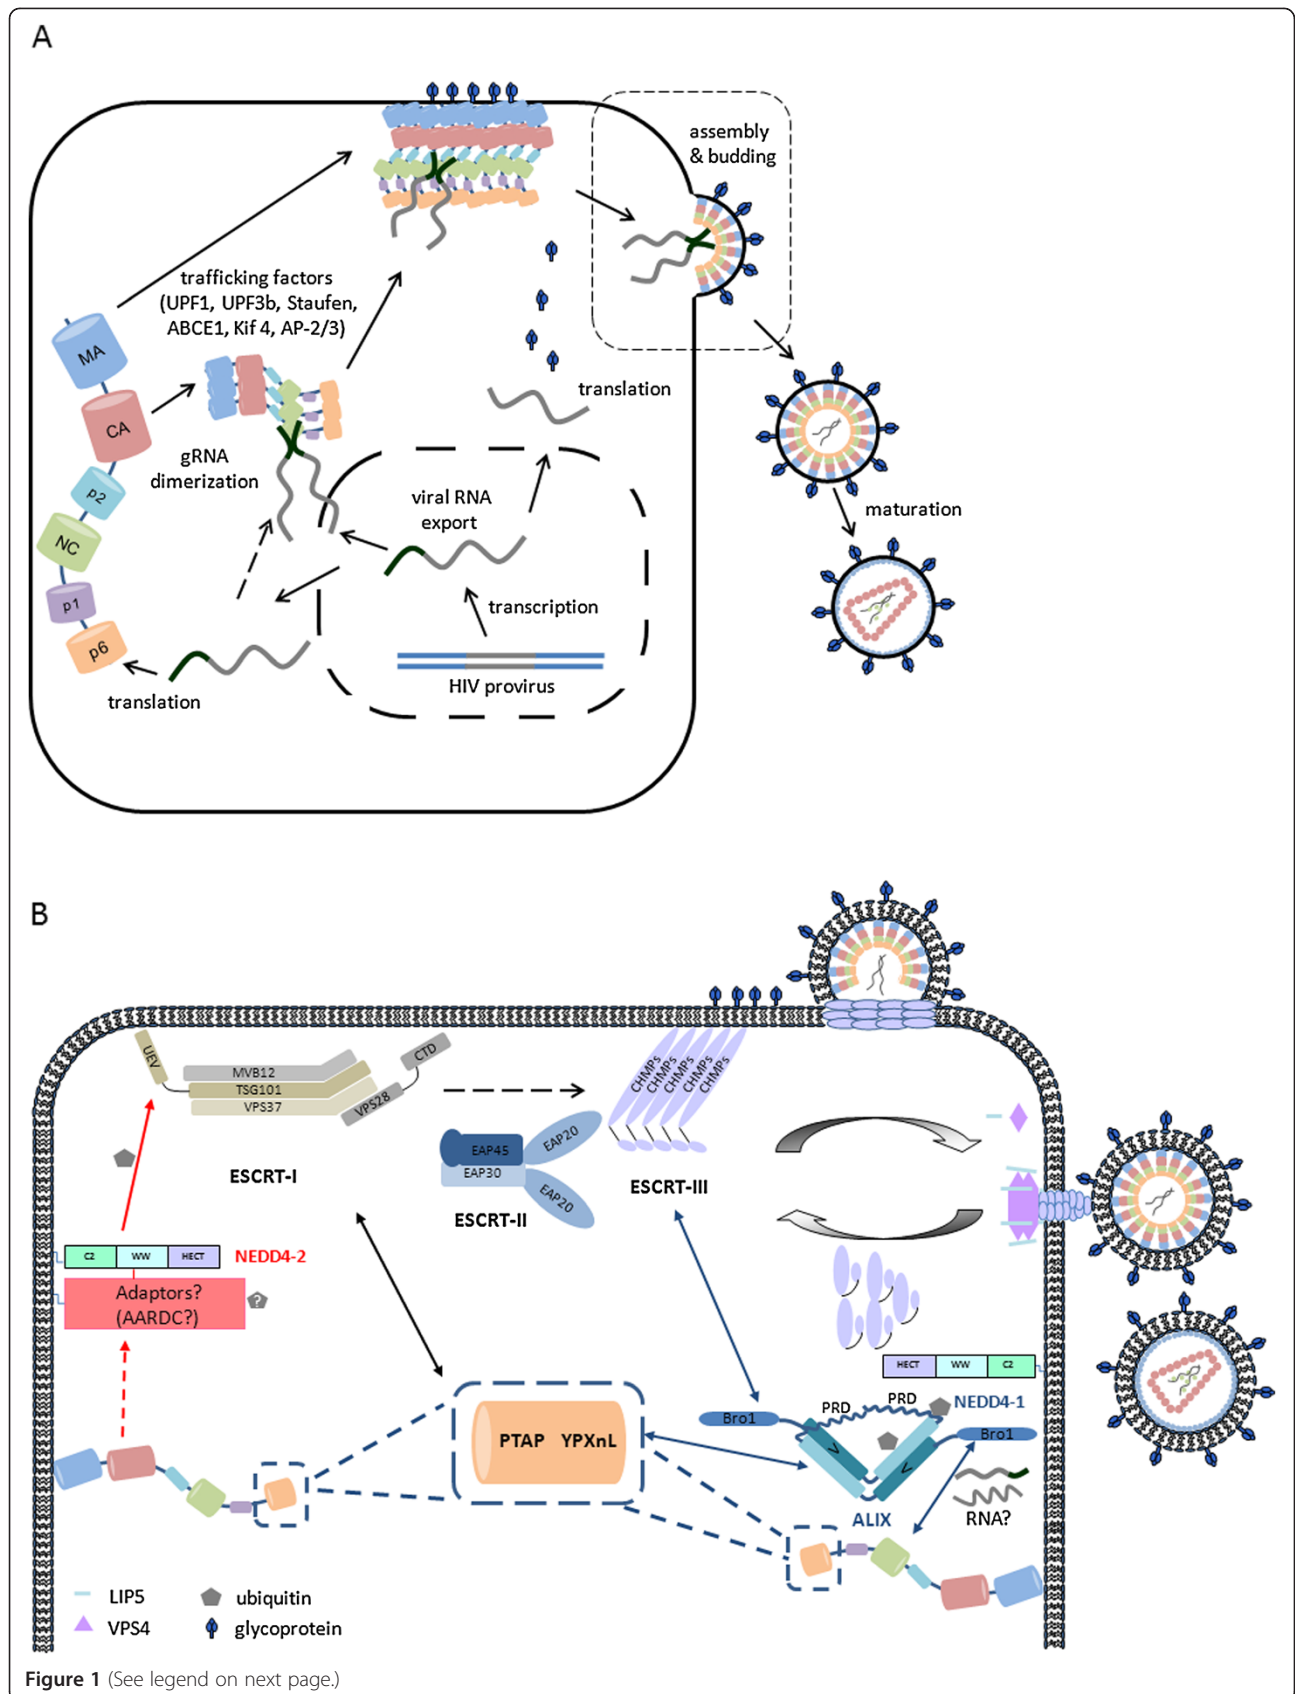 A
assembly
& budding
trafficking factors
(UPF1, UPF3b, Staufen,
ABCE1, Kif 4, AP-2/3)
MA
CA
p2
NC
p1
p6
gRNA
dimerization
translation
viral RNA
export
transcription
HIV provirus
translation
maturation
B
UEV
MVB12
TSG101
VPS37
VPS28
CTD
ESCRT-I
EAP45
EAP30
EAP20
EAP20
ESCRT-II
CHMPs
CHMPs
CHMPs
CHMPs
ESCRT-III
C2 WW HECT
NEDD4-2
Adaptors?
(AARDC?)
?
HECT WW C2
NEDD4-1
PTAP YPXnL
Bro1
PRD
PRD
V
V
Bro1
ALIX
RNA?
LIP5
VPS4
ubiquitin
glycoprotein
Figure 1 (See legend on next page.)